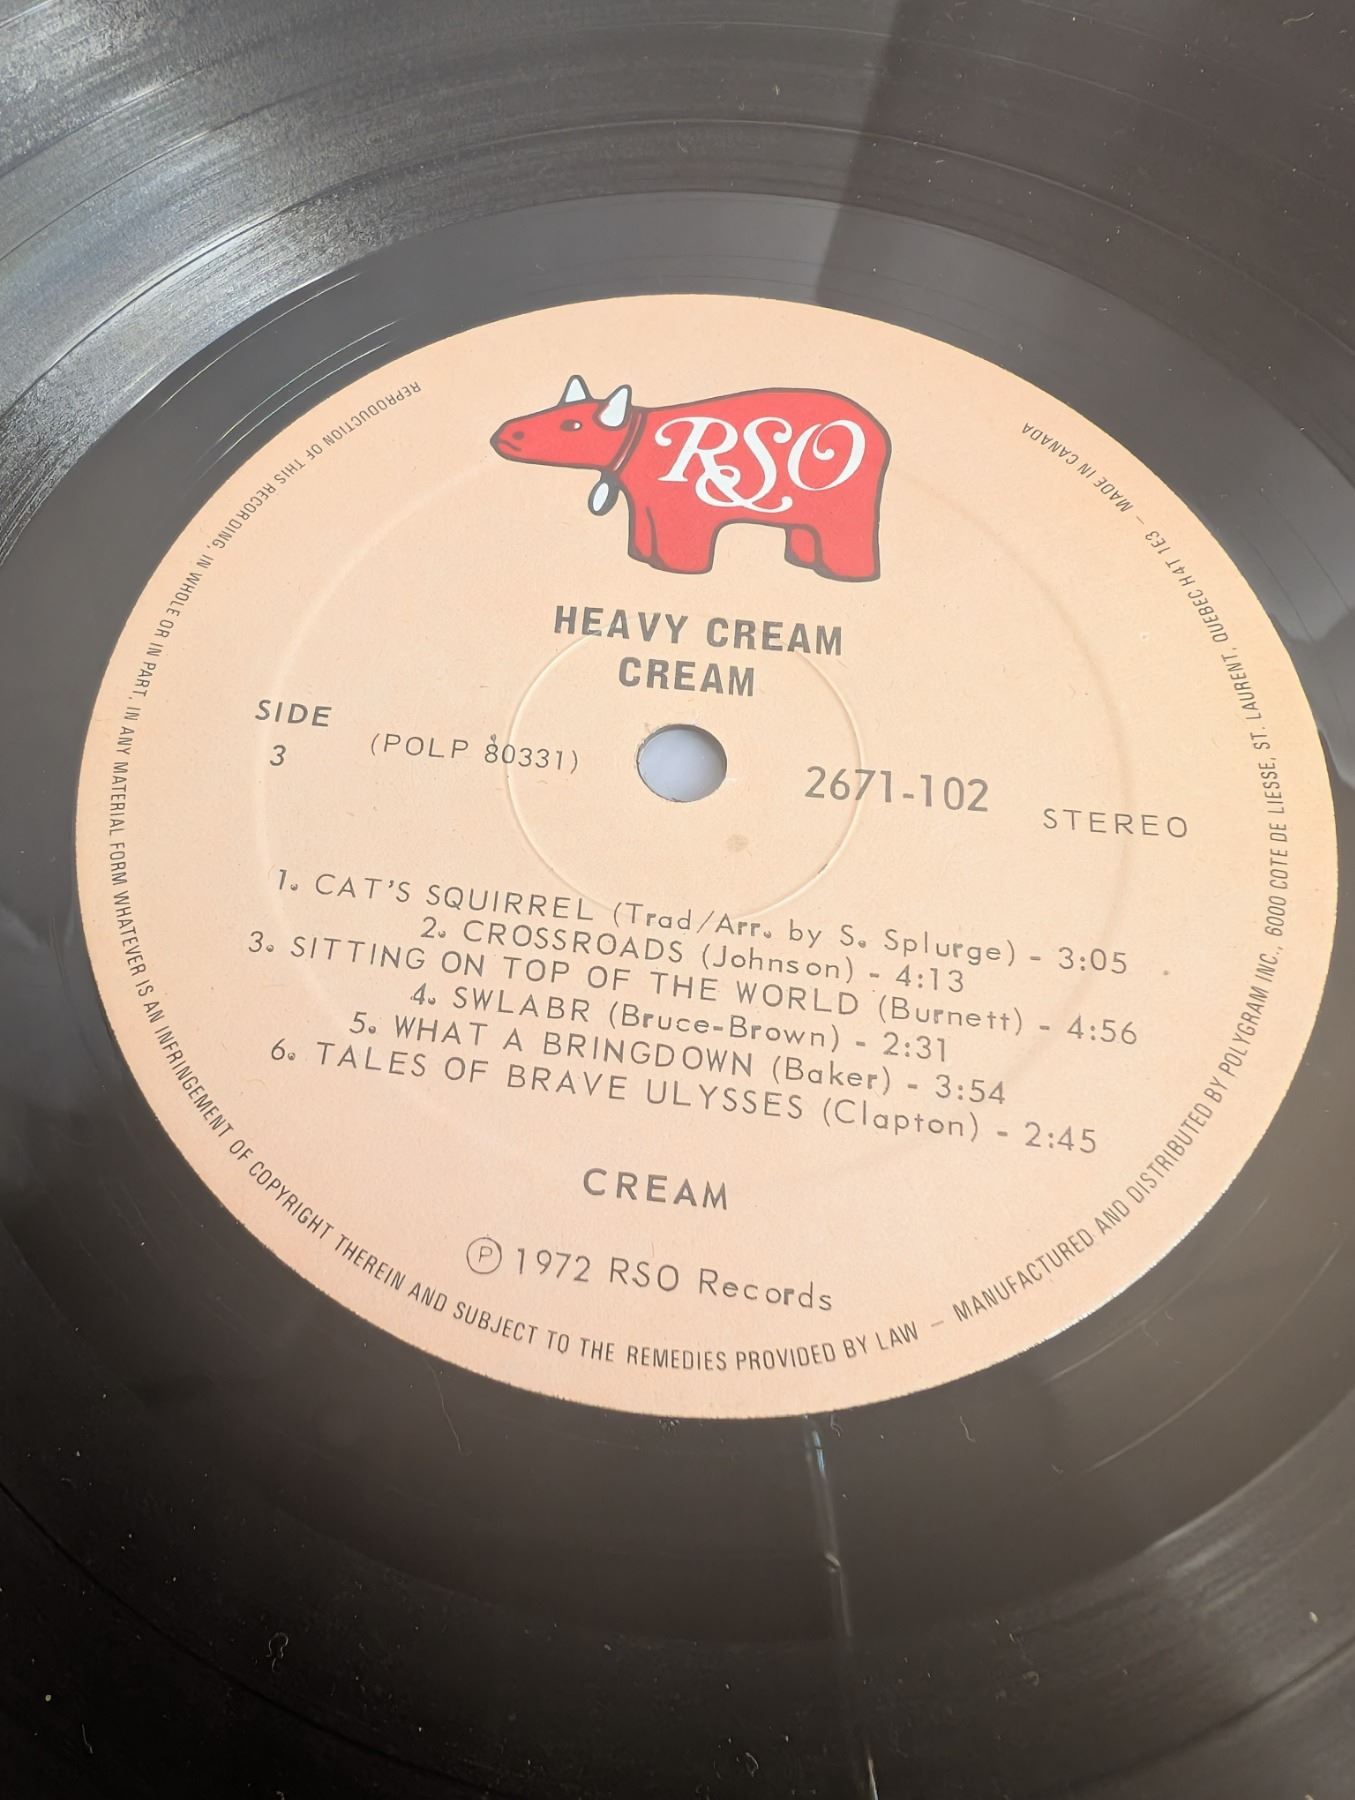 RSO
HEAVY CREAM
CREAM
SIDE
3
(POLP 80331)
2671-102
STEREO
1. CAT'S SQUIRREL (Trad/Arr. by S. Splurge) - 3:05
2. CROSSROADS (Johnson) - 4:13
3. SITTING ON TOP OF THE WORLD (Burnett) - 4:56
4. SWLABR (Bruce-Brown) - 2:31
5. WHAT A BRINGDOWN (Baker) - 3:54
6. TALES OF BRAVE ULYSSES (Clapton) - 2:45
CREAM
℗ 1972 RSO Records
REPRODUCTION OF THIS RECORDING, IN WHOLE OR IN PART, IN ANY MATERIAL FORM WHATEVER IS AN INFRINGEMENT OF COPYRIGHT THEREIN AND SUBJECT TO THE REMEDIES PROVIDED BY LAW — MANUFACTURED AND DISTRIBUTED BY POLYGRAM INC., 6000 COTE DE LIESSE, ST. LAURENT, QUEBEC H4T 1E3 — MADE IN CANADA